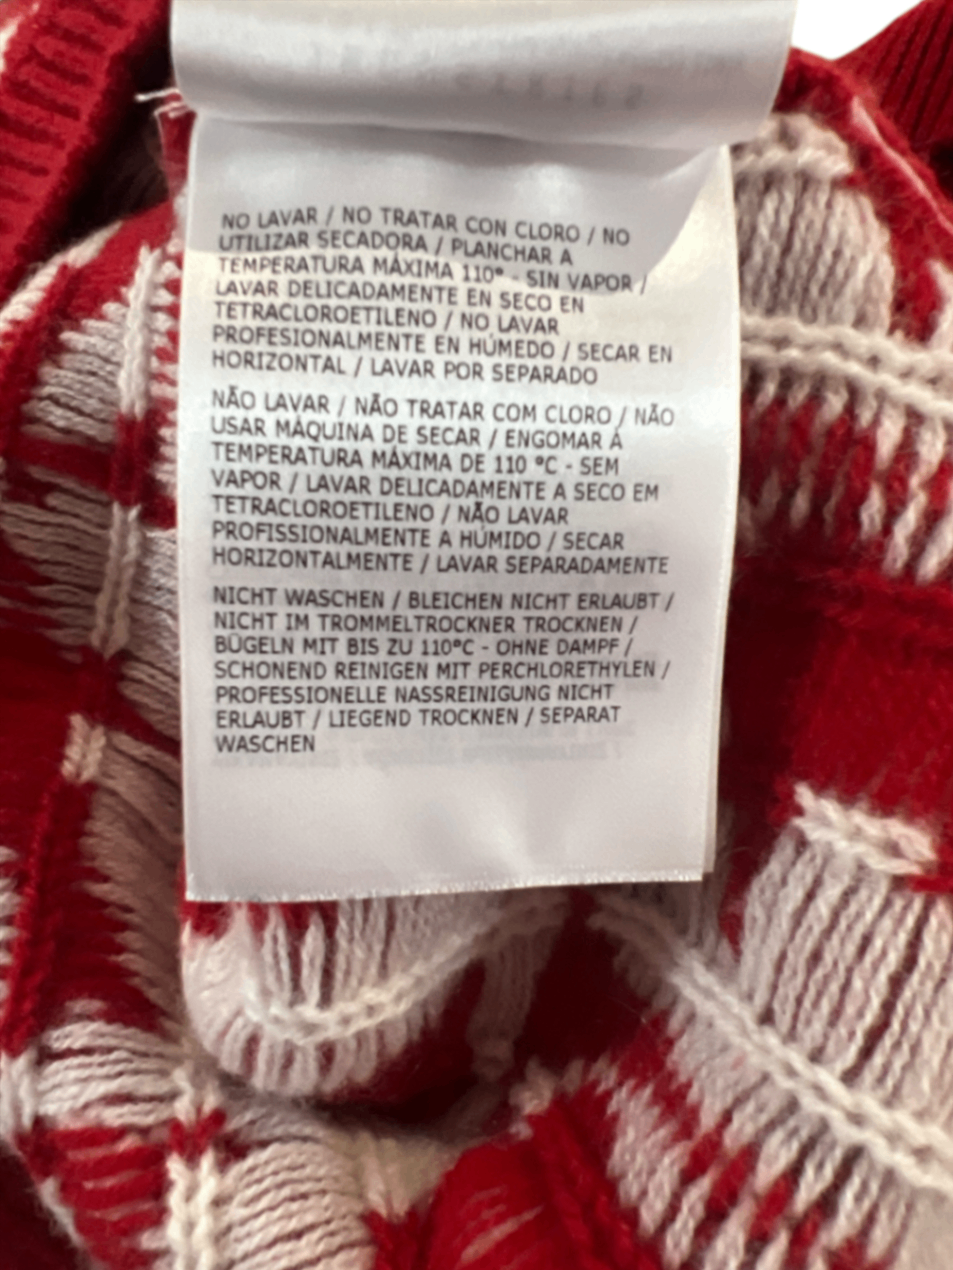 NO LAVAR / NO TRATAR CON CLORO / NO
UTILIZAR SECADORA / PLANCHAR A
TEMPERATURA MÁXIMA 110° - SIN VAPOR /
LAVAR DELICADAMENTE EN SECO EN
TETRACLOROETILENO / NO LAVAR
PROFESIONALMENTE EN HÚMEDO / SECAR EN
HORIZONTAL / LAVAR POR SEPARADO
NÃO LAVAR / NÃO TRATAR COM CLORO / NÃO
USAR MÁQUINA DE SECAR / ENGOMAR À
TEMPERATURA MÁXIMA DE 110 °C - SEM
VAPOR / LAVAR DELICADAMENTE A SECO EM
TETRACLOROETILENO / NÃO LAVAR
PROFISSIONALMENTE A HÚMIDO / SECAR
HORIZONTALMENTE / LAVAR SEPARADAMENTE
NICHT WASCHEN / BLEICHEN NICHT ERLAUBT /
NICHT IM TROMMELTROCKNER TROCKNEN /
BÜGELN MIT BIS ZU 110°C - OHNE DAMPF /
SCHONEND REINIGEN MIT PERCHLORETHYLEN /
PROFESSIONELLE NASSREINIGUNG NICHT
ERLAUBT / LIEGEND TROCKNEN / SEPARAT
WASCHEN